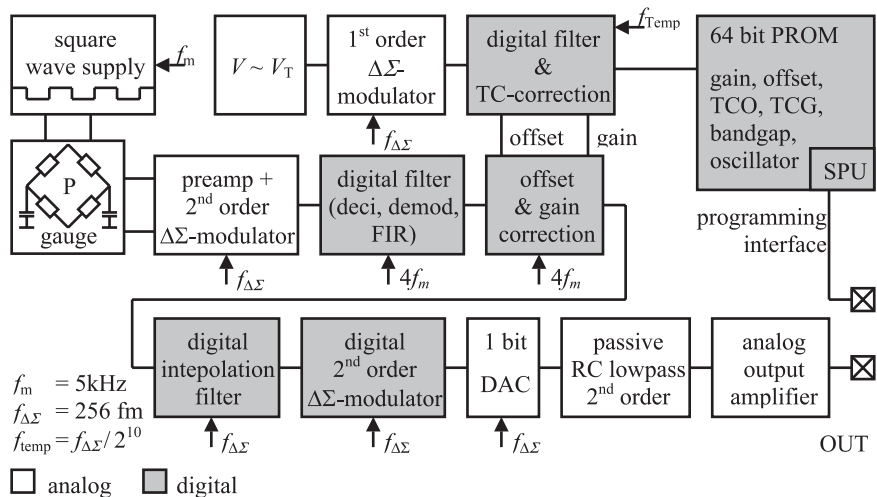 square
wave supply
f_m
V ~ V_T
1st order
ΔΣ-
modulator
f_ΔΣ
digital filter
&
TC-correction
f_Temp
offset
gain
64 bit PROM
gain, offset,
TCO, TCG,
bandgap,
oscillator
SPU
programming
interface
P
gauge
preamp +
2nd order
ΔΣ-modulator
f_ΔΣ
digital filter
(deci, demod,
FIR)
4f_m
offset
& gain
correction
4f_m
digital
intepolation
filter
f_ΔΣ
digital
2nd order
ΔΣ-modulator
f_ΔΣ
1 bit
DAC
f_ΔΣ
passive
RC lowpass
2nd order
analog
output
amplifier
OUT
f_m = 5kHz
f_ΔΣ = 256 fm
f_temp = f_ΔΣ / 2^10
analog
digital